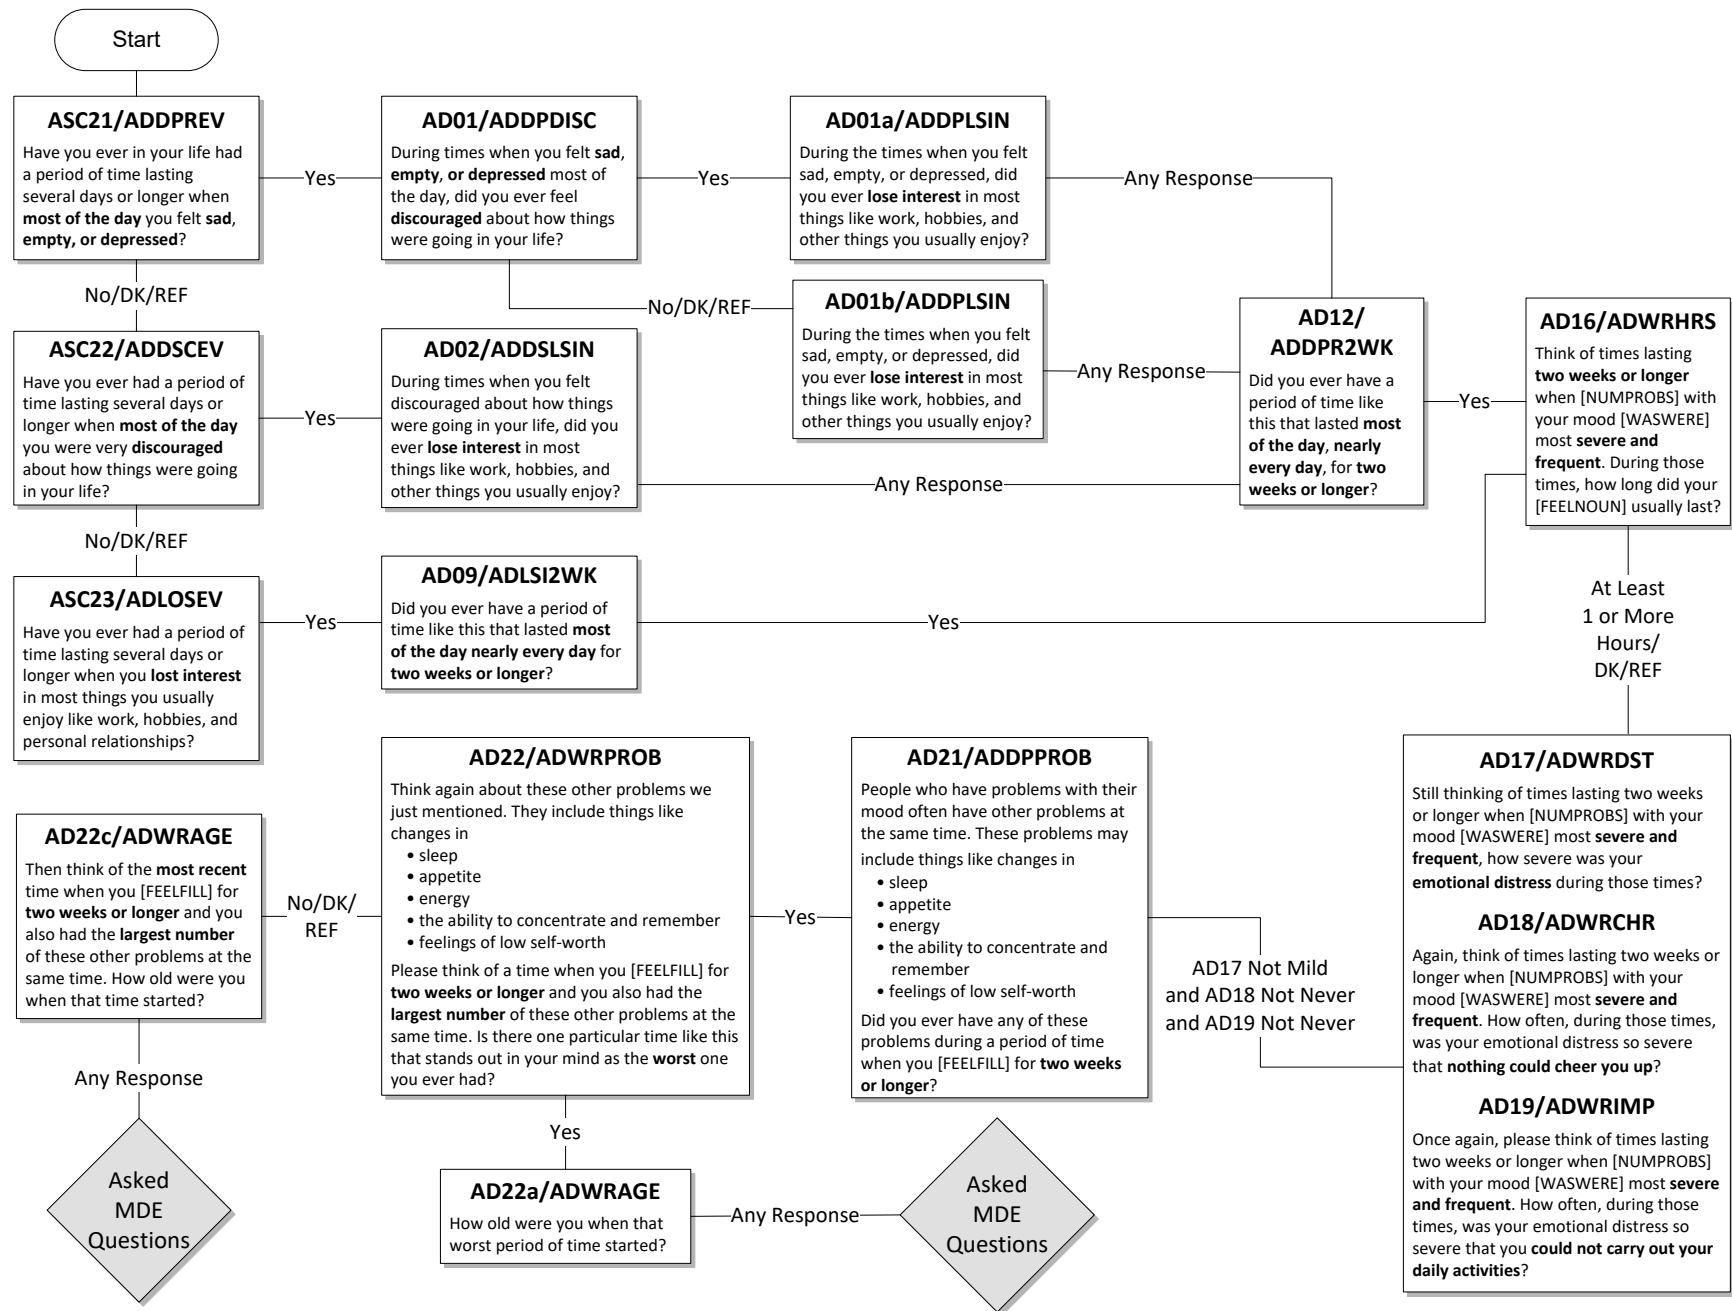 Start
ASC21/ADDPREV
Have you ever in your life had
a period of time lasting
several days or longer when
most of the day you felt sad,
empty, or depressed?
Yes
AD01/ADDPDISC
During times when you felt sad,
empty, or depressed most of
the day, did you ever feel
discouraged about how things
were going in your life?
Yes
AD01a/ADDPLSIN
During the times when you felt
sad, empty, or depressed, did
you ever lose interest in most
things like work, hobbies, and
other things you usually enjoy?
Any Response
No/DK/REF
No/DK/REF
AD01b/ADDPLSIN
During the times when you felt
sad, empty, or depressed, did
you ever lose interest in most
things like work, hobbies, and
other things you usually enjoy?
Any Response
ASC22/ADDSCEV
Have you ever had a period of
time lasting several days or
longer when most of the day
you were very discouraged
about how things were going
in your life?
Yes
AD02/ADDSLSIN
During times when you felt
discouraged about how things
were going in your life, did you
ever lose interest in most
things like work, hobbies, and
other things you usually enjoy?
Any Response
AD12/
ADDPR2WK
Did you ever have a
period of time like
this that lasted most
of the day, nearly
every day, for two
weeks or longer?
Yes
AD16/ADWRHRS
Think of times lasting
two weeks or longer
when [NUMPROBS] with
your mood [WASWERE]
most severe and
frequent. During those
times, how long did your
[FEELNOUN] usually last?
No/DK/REF
ASC23/ADLOSEV
Have you ever had a period of
time lasting several days or
longer when you lost interest
in most things you usually
enjoy like work, hobbies, and
personal relationships?
Yes
AD09/ADLSI2WK
Did you ever have a period of
time like this that lasted most
of the day nearly every day for
two weeks or longer?
Yes
At Least
1 or More
Hours/
DK/REF
AD17/ADWRDST
Still thinking of times lasting two weeks
or longer when [NUMPROBS] with your
mood [WASWERE] most severe and
frequent, how severe was your
emotional distress during those times?
AD18/ADWRCHR
Again, think of times lasting two weeks or
longer when [NUMPROBS] with your
mood [WASWERE] most severe and
frequent. How often, during those times,
was your emotional distress so severe
that nothing could cheer you up?
AD19/ADWRIMP
Once again, please think of times lasting
two weeks or longer when [NUMPROBS]
with your mood [WASWERE] most severe
and frequent. How often, during those
times, was your emotional distress so
severe that you could not carry out your
daily activities?
AD17 Not Mild
and AD18 Not Never
and AD19 Not Never
AD21/ADDPPROB
People who have problems with their
mood often have other problems at
the same time. These problems may
include things like changes in
• sleep
• appetite
• energy
• the ability to concentrate and
remember
• feelings of low self-worth
Did you ever have any of these
problems during a period of time
when you [FEELFILL] for two weeks
or longer?
Yes
AD22/ADWRPROB
Think again about these other problems we
just mentioned. They include things like
changes in
• sleep
• appetite
• energy
• the ability to concentrate and remember
• feelings of low self-worth
Please think of a time when you [FEELFILL] for
two weeks or longer and you also had the
largest number of these other problems at the
same time. Is there one particular time like this
that stands out in your mind as the worst one
you ever had?
No/DK/
REF
AD22c/ADWRAGE
Then think of the most recent
time when you [FEELFILL] for
two weeks or longer and you
also had the largest number
of these other problems at the
same time. How old were you
when that time started?
Any Response
Asked
MDE
Questions
Yes
AD22a/ADWRAGE
How old were you when that
worst period of time started?
Any Response
Asked
MDE
Questions